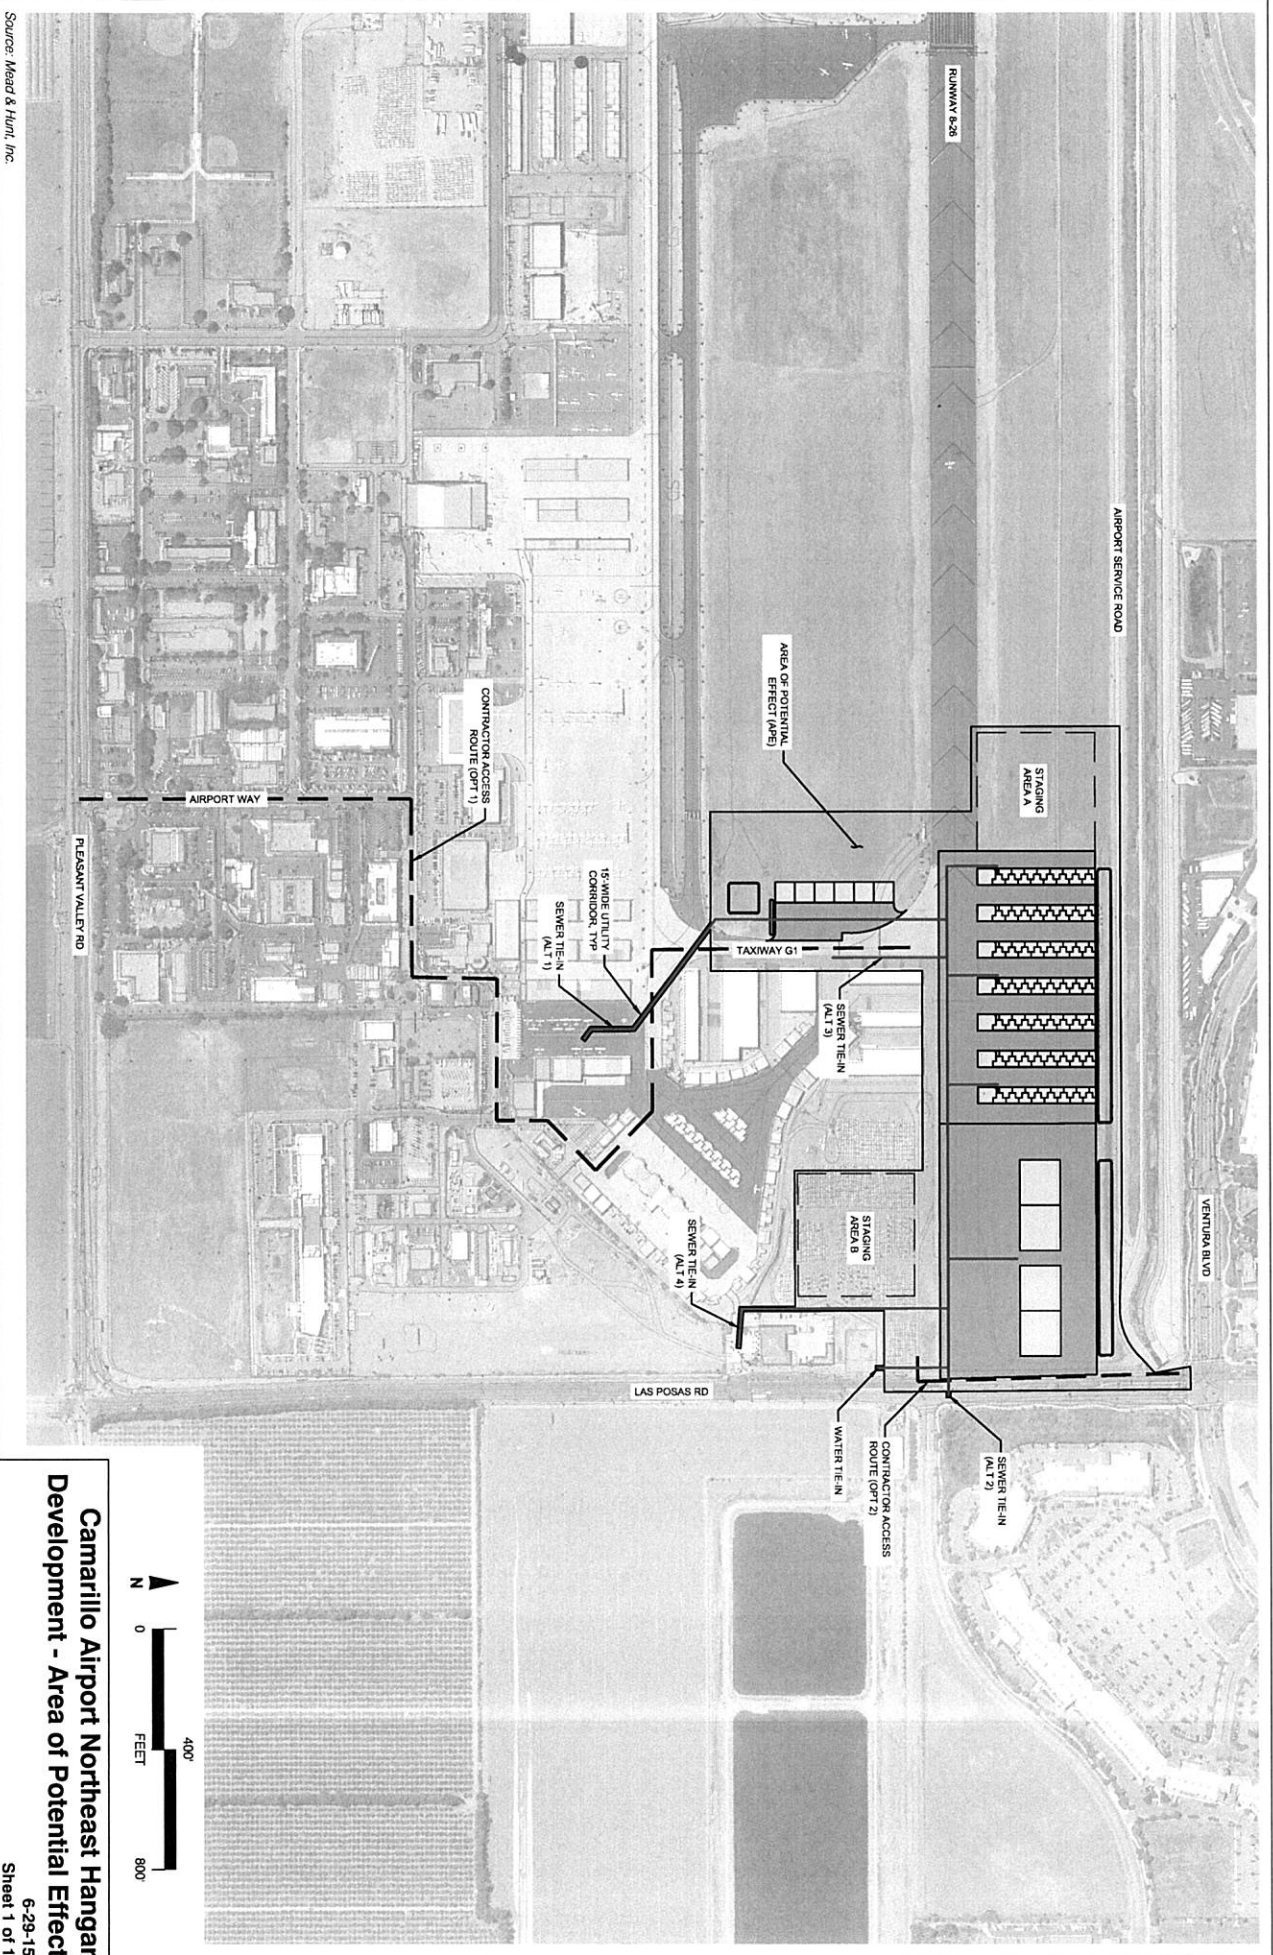 VENTURA BLVD
AIRPORT SERVICE ROAD
STAGING
AREA A
RUNWAY 8-26
AREA OF POTENTIAL
EFFECT (APE)
TAXIWAY G1
SEWER TIE-IN
(ALT 3)
STAGING
AREA B
SEWER TIE-IN
(ALT 2)
CONTRACTOR ACCESS
ROUTE (OPT 2)
WATER TIE-IN
SEWER TIE-IN
(ALT 4)
LAS POSAS RD
15'-WIDE UTILITY
CORRIDOR, TYP
SEWER TIE-IN
(ALT 1)
CONTRACTOR ACCESS
ROUTE (OPT 1)
AIRPORT WAY
PLEASANT VALLEY RD
N
0
400'
800'
FEET
Camarillo Airport Northeast Hangar
Development - Area of Potential Effect
6-29-15
Sheet 1 of 1
Source: Mead & Hunt, Inc.